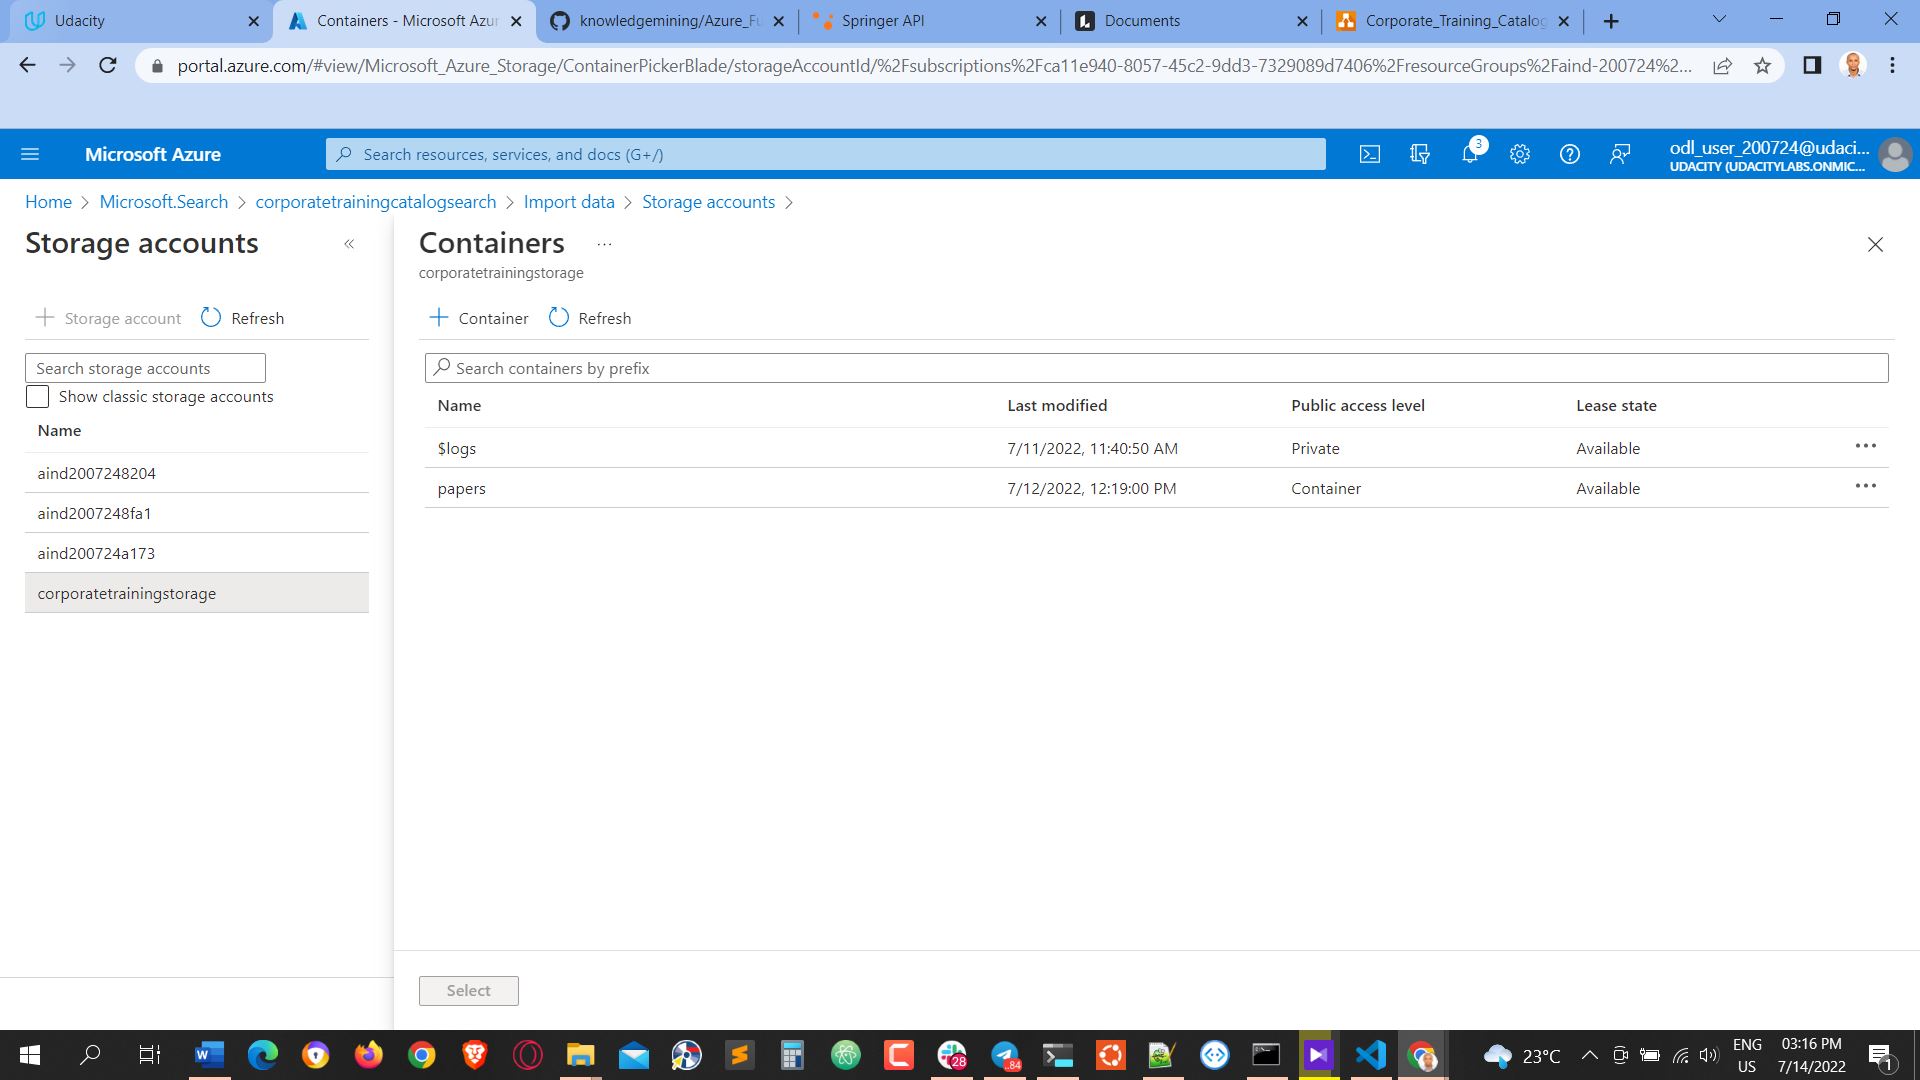 Udacity
Containers - Microsoft Azur
knowledgemining/Azure_Fu
Springer API
Documents
Corporate_Training_Catalog
portal.azure.com/#view/Microsoft_Azure_Storage/ContainerPickerBlade/storageAccountId/%2Fsubscriptions%2Fca11e940-8057-45c2-9dd3-7329089d7406%2FresourceGroups%2Faind-200724%2...
Microsoft Azure
Search resources, services, and docs (G+/)
3
odl_user_200724@udaci...
UDACITY (UDACITYLABS.ONMIC...
Home > Microsoft.Search > corporatetrainingcatalogsearch > Import data > Storage accounts >
Storage accounts
Storage account
Refresh
Search storage accounts
Show classic storage accounts
Name
aind2007248204
aind2007248fa1
aind200724a173
corporatetrainingstorage
Containers ...
corporatetrainingstorage
Container
Refresh
Search containers by prefix
Name Last modified Public access level Lease state
$logs 7/11/2022, 11:40:50 AM Private Available
papers 7/12/2022, 12:19:00 PM Container Available
Select
28
84
23°C
ENG
US
03:16 PM
7/14/2022
1